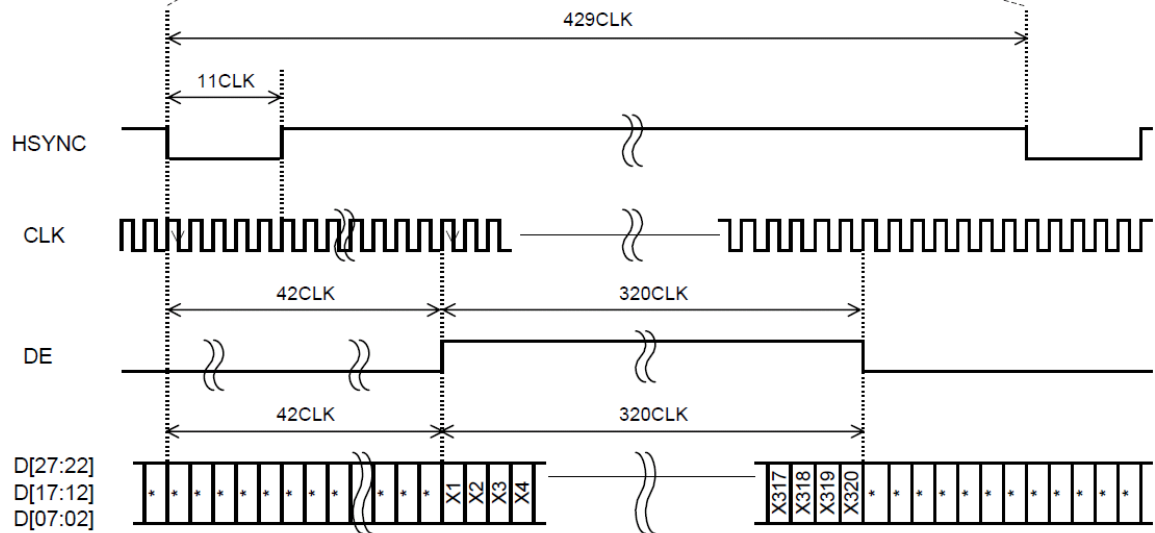 429CLK
11CLK
HSYNC
CLK
42CLK 320CLK
DE
42CLK 320CLK
D[27:22]
D[17:12]
D[07:02]
* * * * * * * * * * * X1 X2 X3 X4 X317 X318 X319 X320 * * * * * * * * * * *